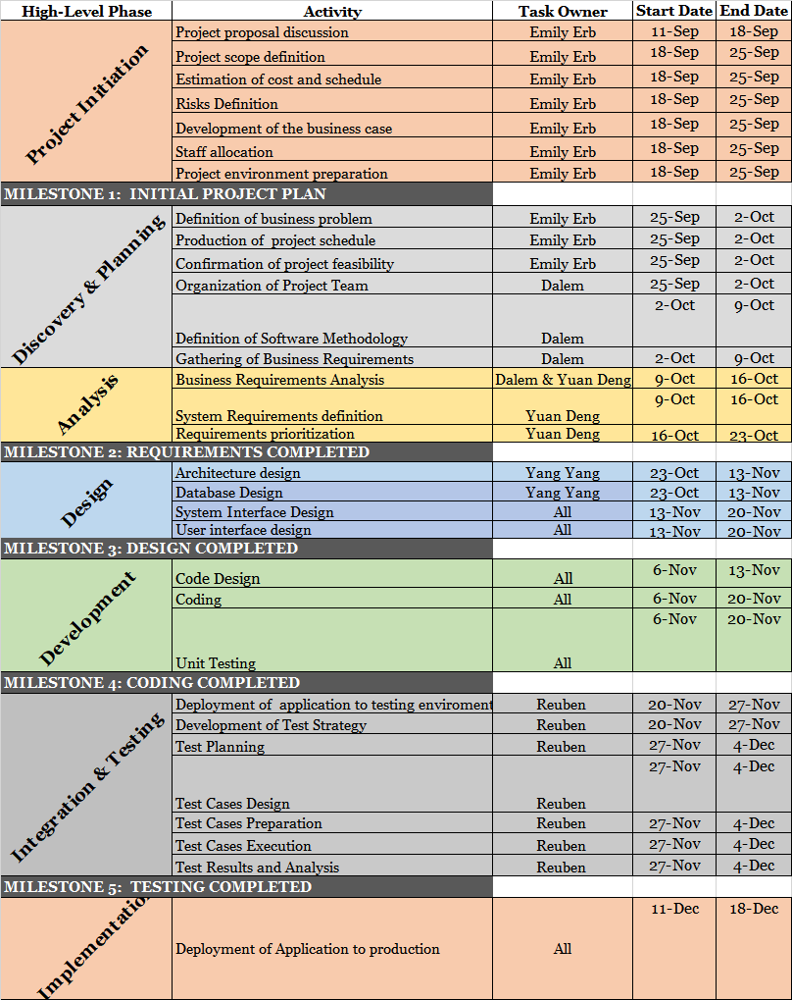 High-Level Phase Activity Task Owner Start Date End Date
Project Initiation
Project proposal discussion Emily Erb 11-Sep 18-Sep
Project scope definition Emily Erb 18-Sep 25-Sep
Estimation of cost and schedule Emily Erb 18-Sep 25-Sep
Risks Definition Emily Erb 18-Sep 25-Sep
Development of the business case Emily Erb 18-Sep 25-Sep
Staff allocation Emily Erb 18-Sep 25-Sep
Project environment preparation Emily Erb 18-Sep 25-Sep
MILESTONE 1: INITIAL PROJECT PLAN
Discovery & Planning
Definition of business problem Emily Erb 25-Sep 2-Oct
Production of project schedule Emily Erb 25-Sep 2-Oct
Confirmation of project feasibility Emily Erb 25-Sep 2-Oct
Organization of Project Team Dalem 25-Sep 2-Oct
Definition of Software Methodology Dalem 2-Oct 9-Oct
Gathering of Business Requirements Dalem 2-Oct 9-Oct
Analysis
Business Requirements Analysis Dalem & Yuan Deng 9-Oct 16-Oct
System Requirements definition Yuan Deng 9-Oct 16-Oct
Requirements prioritization Yuan Deng 16-Oct 23-Oct
MILESTONE 2: REQUIREMENTS COMPLETED
Design
Architecture design Yang Yang 23-Oct 13-Nov
Database Design Yang Yang 23-Oct 13-Nov
System Interface Design All 13-Nov 20-Nov
User interface design All 13-Nov 20-Nov
MILESTONE 3: DESIGN COMPLETED
Development
Code Design All 6-Nov 13-Nov
Coding All 6-Nov 20-Nov
Unit Testing All 6-Nov 20-Nov
MILESTONE 4: CODING COMPLETED
Integration & Testing
Deployment of application to testing enviroment Reuben 20-Nov 27-Nov
Development of Test Strategy Reuben 20-Nov 27-Nov
Test Planning Reuben 27-Nov 4-Dec
Test Cases Design Reuben 27-Nov 4-Dec
Test Cases Preparation Reuben 27-Nov 4-Dec
Test Cases Execution Reuben 27-Nov 4-Dec
Test Results and Analysis Reuben 27-Nov 4-Dec
MILESTONE 5: TESTING COMPLETED
Implementation
Deployment of Application to production All 11-Dec 18-Dec